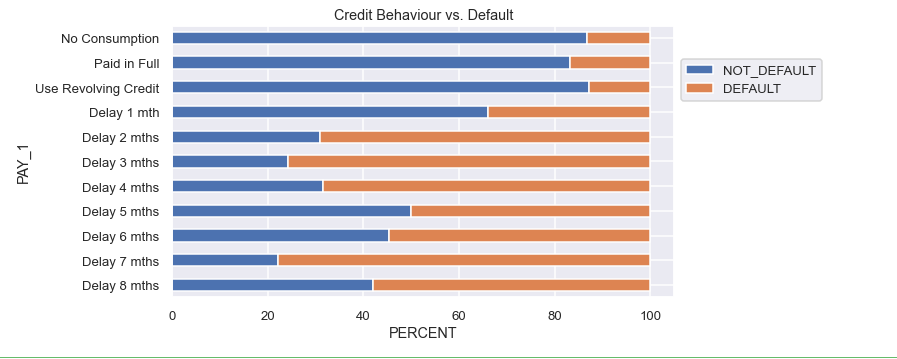 Credit Behaviour vs. Default
No Consumption
Paid in Full
Use Revolving Credit
Delay 1 mth
Delay 2 mths
Delay 3 mths
Delay 4 mths
Delay 5 mths
Delay 6 mths
Delay 7 mths
Delay 8 mths
PAY_1
0 20 40 60 80 100
PERCENT
NOT_DEFAULT
DEFAULT